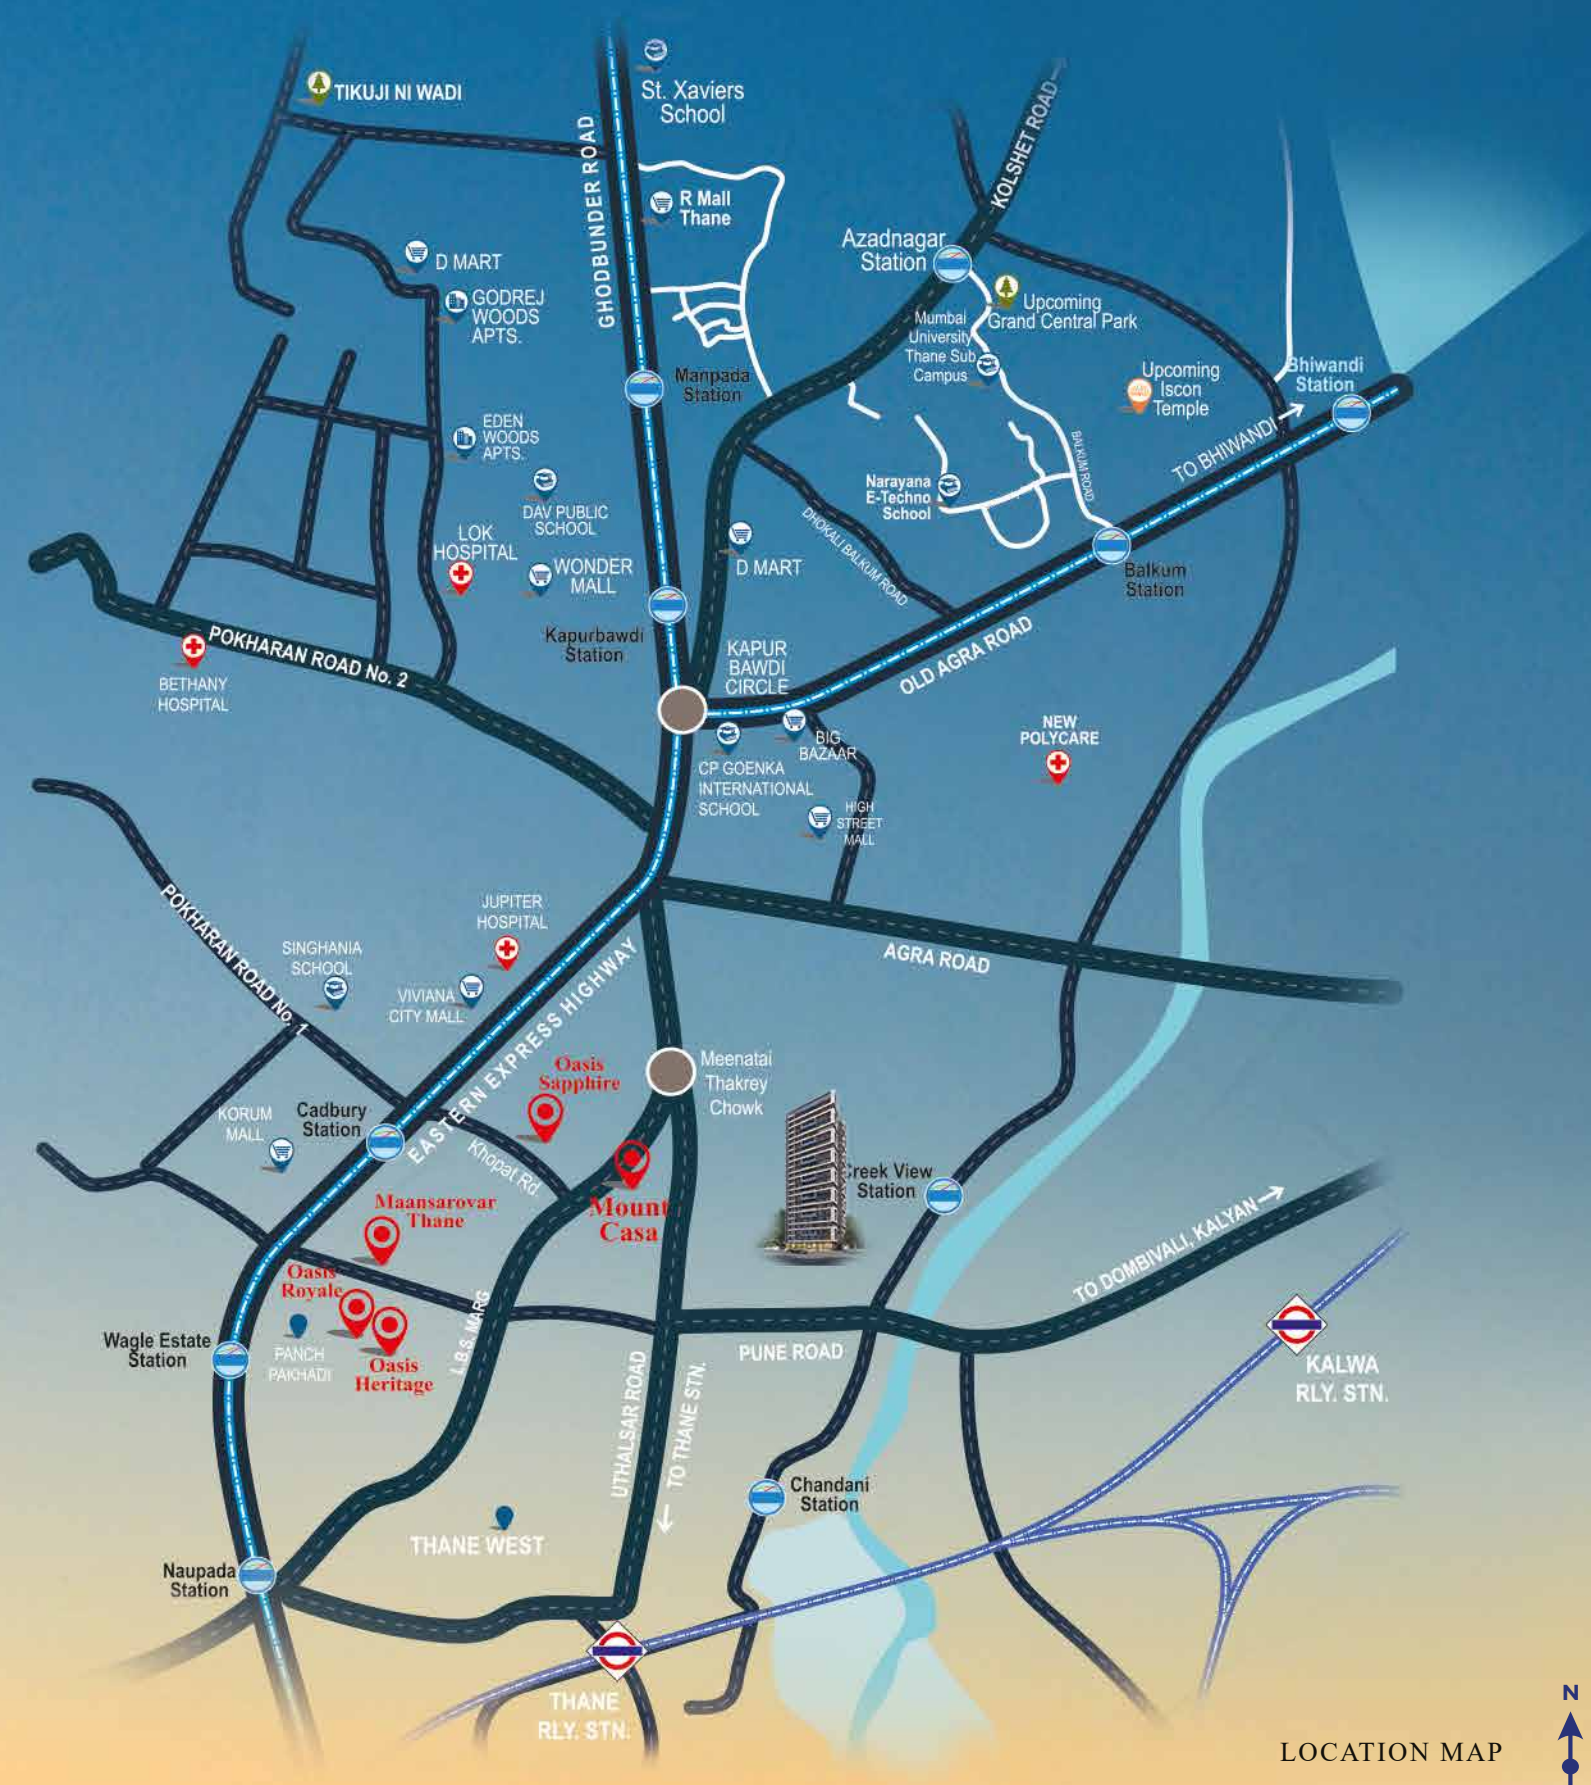 TIKUJI NI WADI
St. Xaviers
School
GHODBUNDER ROAD
KOLSHET ROAD
R Mall
Thane
D MART
GODREJ
WOODS
APTS.
Azadnagar
Station
Upcoming
Grand Central Park
Mumbai
University
Thane Sub
Campus
Manpada
Station
Upcoming
Iscon
Temple
Bhiwandi
Station
TO BHIWANDI
EDEN
WOODS
APTS.
DAV PUBLIC
SCHOOL
BALKUM ROAD
Narayana
E-Techno
School
LOK
HOSPITAL
WONDER
MALL
D MART
DHOKALI BALKUM ROAD
Balkum
Station
Kapurbawdi
Station
KAPUR
BAWDI
CIRCLE
OLD AGRA ROAD
POKHARAN ROAD No. 2
BETHANY
HOSPITAL
BIG
BAZAAR
NEW
POLYCARE
CP GOENKA
INTERNATIONAL
SCHOOL
HIGH
STREET
MALL
POKHARAN ROAD No. 1
JUPITER
HOSPITAL
SINGHANIA
SCHOOL
VIVIANA
CITY MALL
EASTERN EXPRESS HIGHWAY
AGRA ROAD
Oasis
Sapphire
Meenatai
Thakrey
Chowk
KORUM
MALL
Cadbury
Station
Khopat Rd.
Mount
Casa
Creek View
Station
Maansarovar
Thane
TO DOMBIVALI, KALYAN
Oasis
Royale
L.B.S. MARG
Wagle Estate
Station
PANCH
PAKHADI
Oasis
Heritage
PUNE ROAD
KALWA
RLY. STN.
UTHALSAR ROAD
TO THANE STN.
Chandani
Station
THANE WEST
Naupada
Station
THANE
RLY. STN.
N
LOCATION MAP